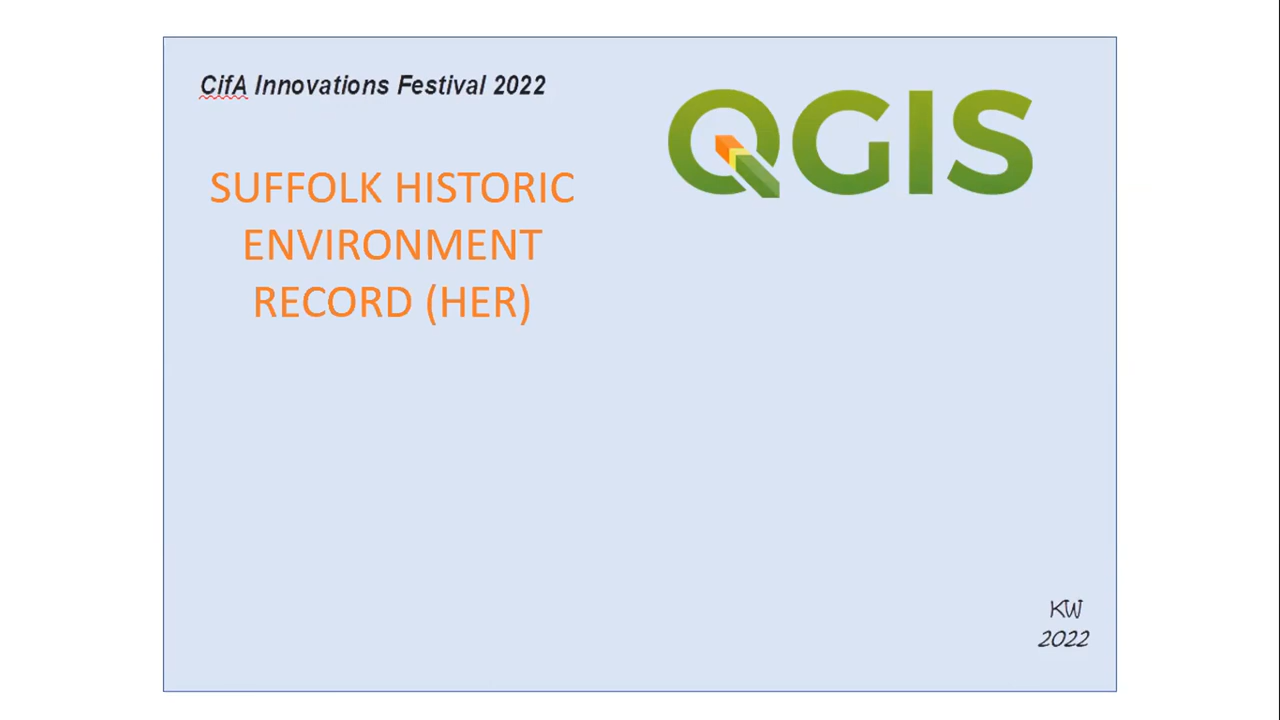 CifA Innovations Festival 2022
QGIS
SUFFOLK HISTORIC
ENVIRONMENT
RECORD (HER)
KW
2022